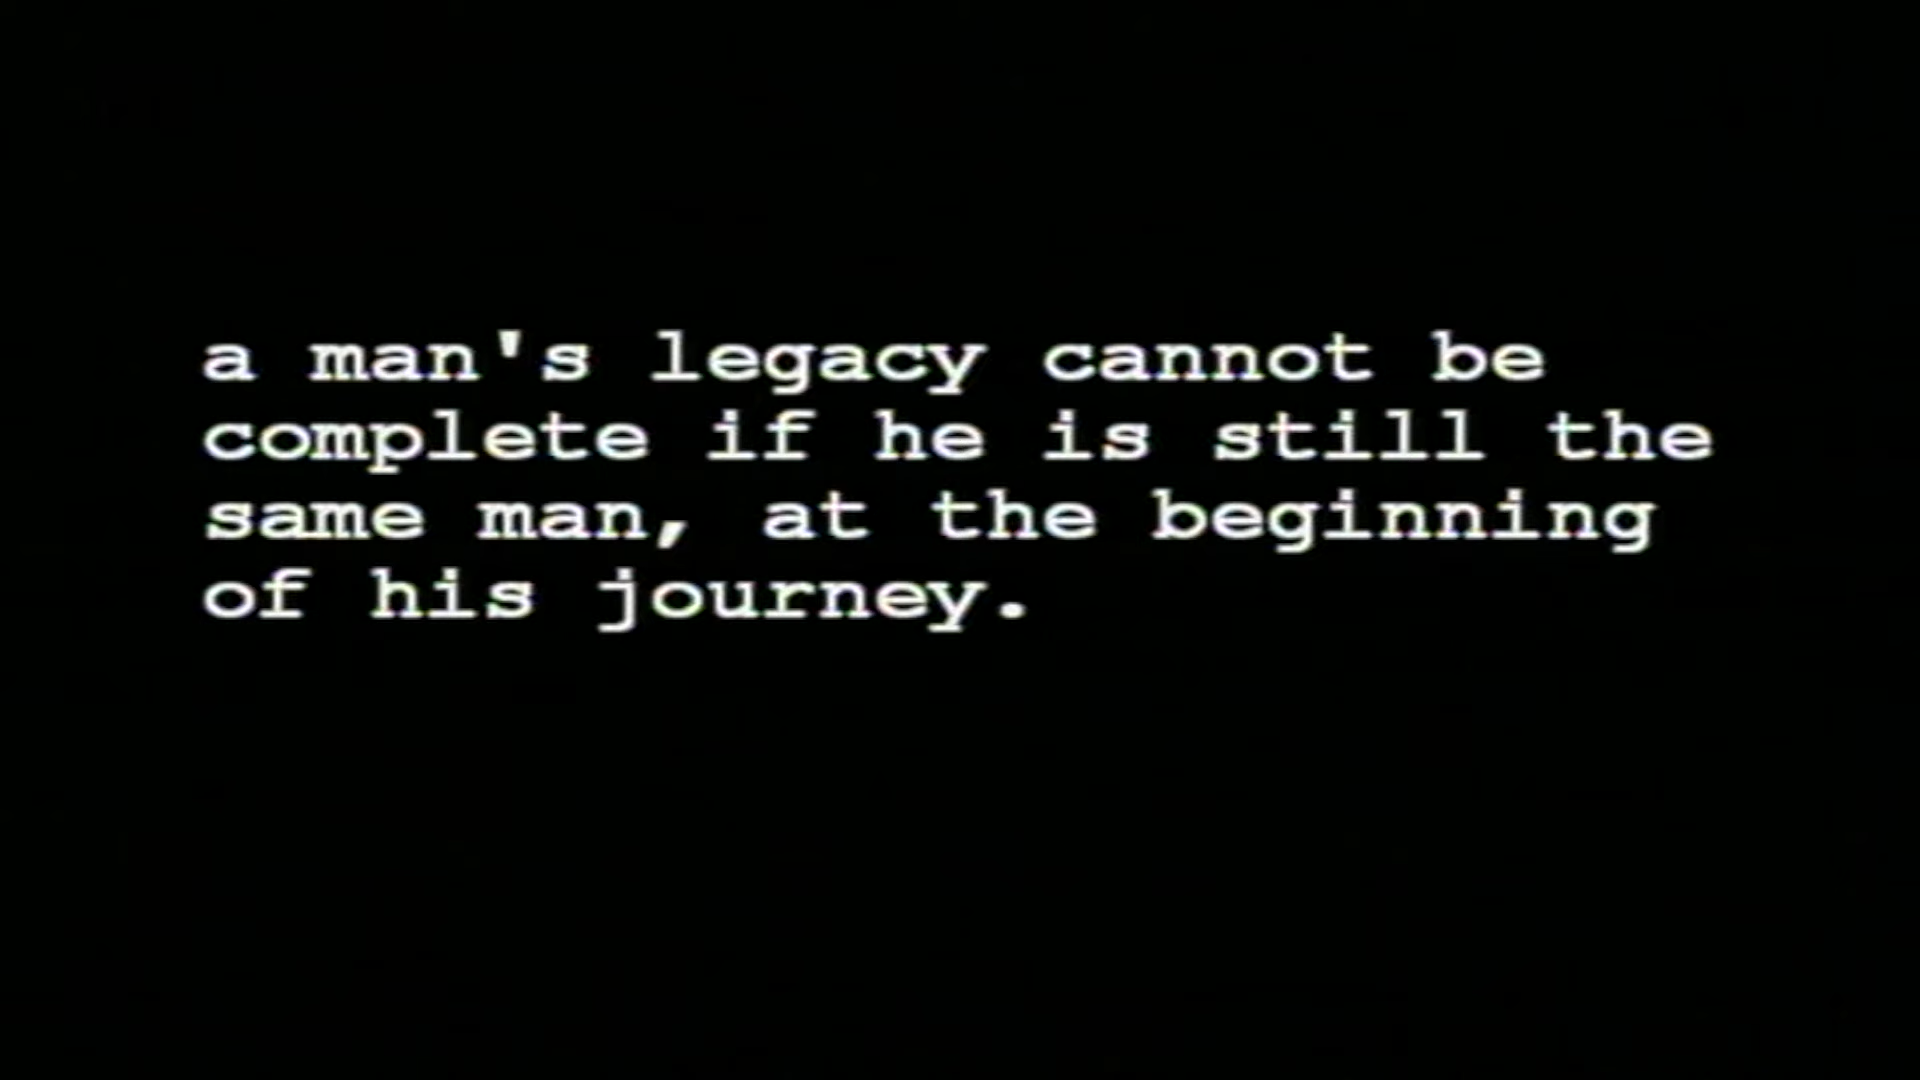 a man's legacy cannot be
complete if he is still the
same man, at the beginning
of his journey.